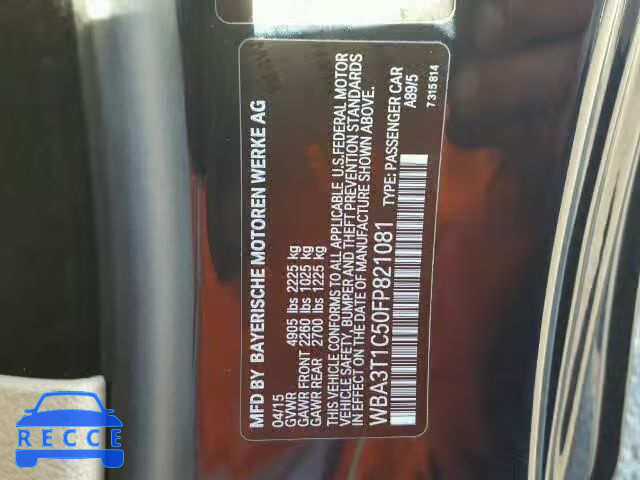 MFD BY BAYERISCHE MOTOREN WERKE AG
04/15
GVWR 4905 lbs 2225 kg
GAWR FRONT 2260 lbs 1025 kg
GAWR REAR 2700 lbs 1225 kg
THIS VEHICLE CONFORMS TO ALL APPLICABLE U.S. FEDERAL MOTOR
VEHICLE SAFETY, BUMPER AND THEFT PREVENTION STANDARDS
IN EFFECT ON THE DATE OF MANUFACTURE SHOWN ABOVE.
WBA3T1C50FP821081 TYPE: PASSENGER CAR
A89/5
7 315 814
RECCE